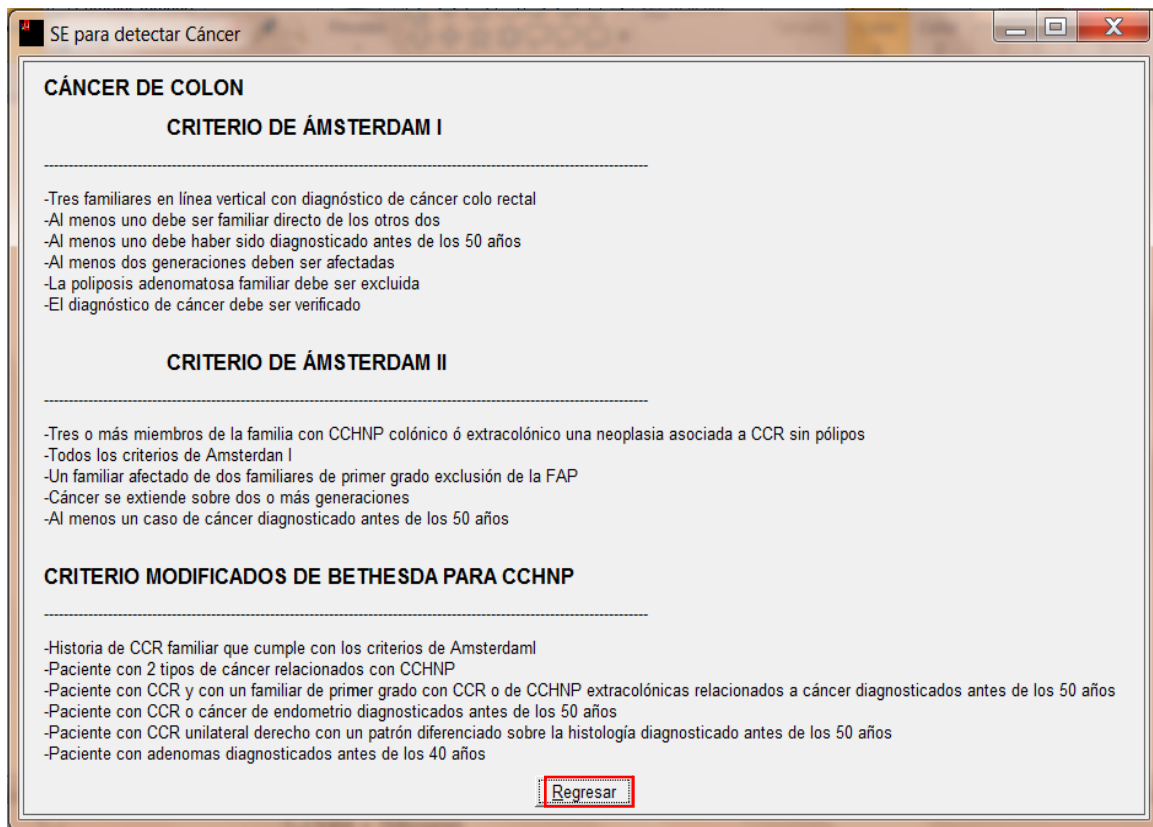 SE para detectar Cáncer
CÁNCER DE COLON
CRITERIO DE ÁMSTERDAM I
-Tres familiares en línea vertical con diagnóstico de cáncer colo rectal
-Al menos uno debe ser familiar directo de los otros dos
-Al menos uno debe haber sido diagnosticado antes de los 50 años
-Al menos dos generaciones deben ser afectadas
-La poliposis adenomatosa familiar debe ser excluida
-El diagnóstico de cáncer debe ser verificado
CRITERIO DE ÁMSTERDAM II
-Tres o más miembros de la familia con CCHNP colónico ó extracolónico una neoplasia asociada a CCR sin pólipos
-Todos los criterios de Amsterdan I
-Un familiar afectado de dos familiares de primer grado exclusión de la FAP
-Cáncer se extiende sobre dos o más generaciones
-Al menos un caso de cáncer diagnosticado antes de los 50 años
CRITERIO MODIFICADOS DE BETHESDA PARA CCHNP
-Historia de CCR familiar que cumple con los criterios de AmsterdamI
-Paciente con 2 tipos de cáncer relacionados con CCHNP
-Paciente con CCR y con un familiar de primer grado con CCR o de CCHNP extracolónicas relacionados a cáncer diagnosticados antes de los 50 años
-Paciente con CCR o cáncer de endometrio diagnosticados antes de los 50 años
-Paciente con CCR unilateral derecho con un patrón diferenciado sobre la histología diagnosticado antes de los 50 años
-Paciente con adenomas diagnosticados antes de los 40 años
Regresar